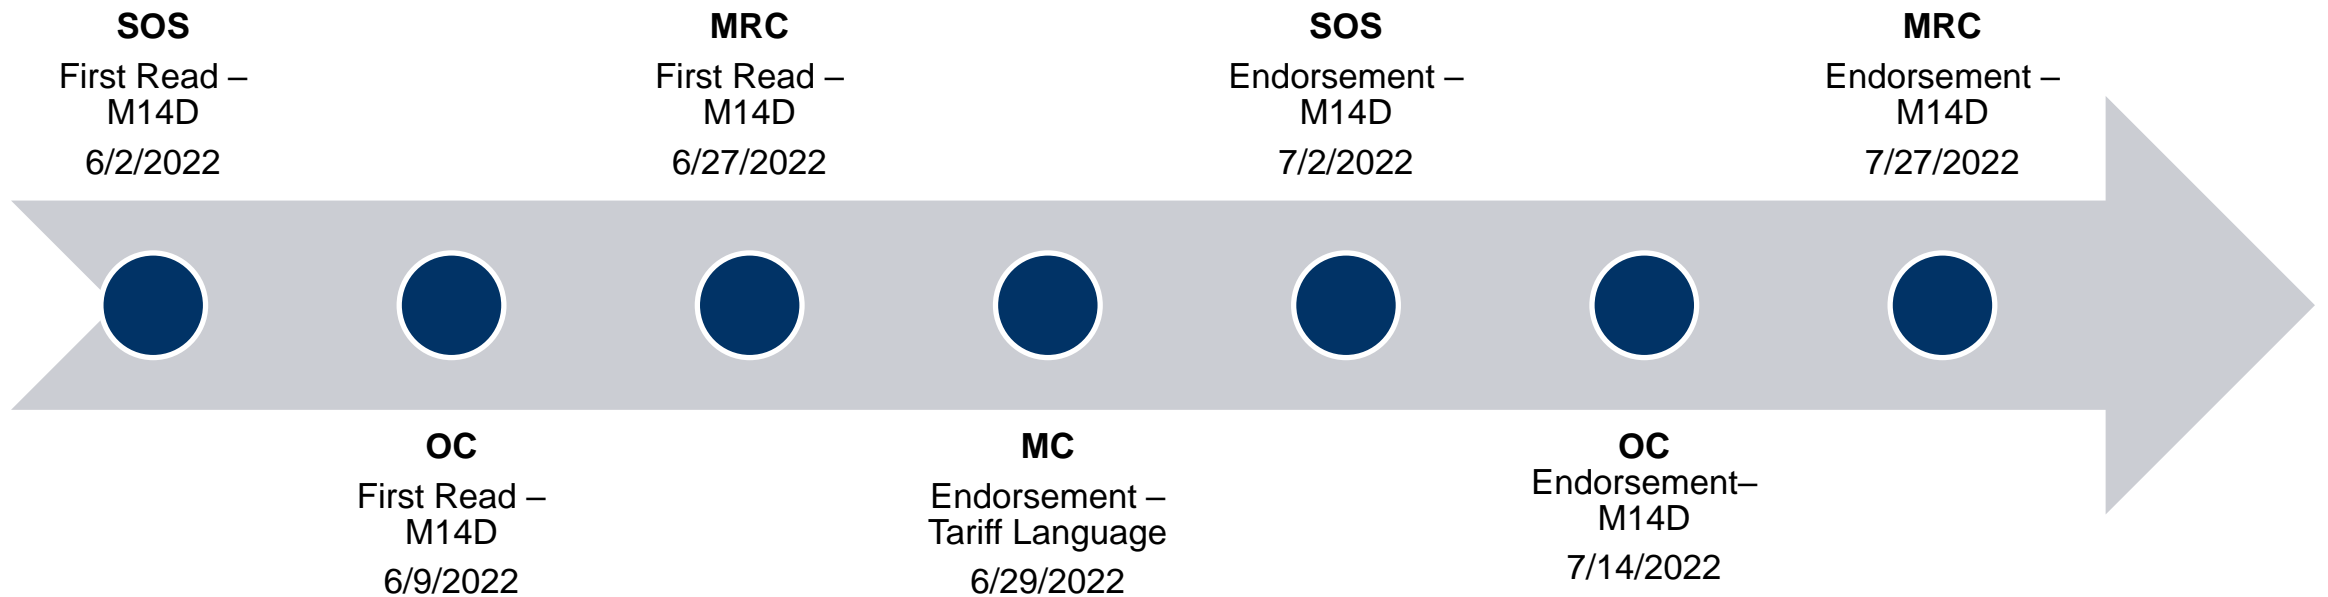 SOS
First Read –
M14D
6/2/2022
MRC
First Read –
M14D
6/27/2022
SOS
Endorsement –
M14D
7/2/2022
MRC
Endorsement –
M14D
7/27/2022
OC
First Read –
M14D
6/9/2022
MC
Endorsement –
Tariff Language
6/29/2022
OC
Endorsement–
M14D
7/14/2022